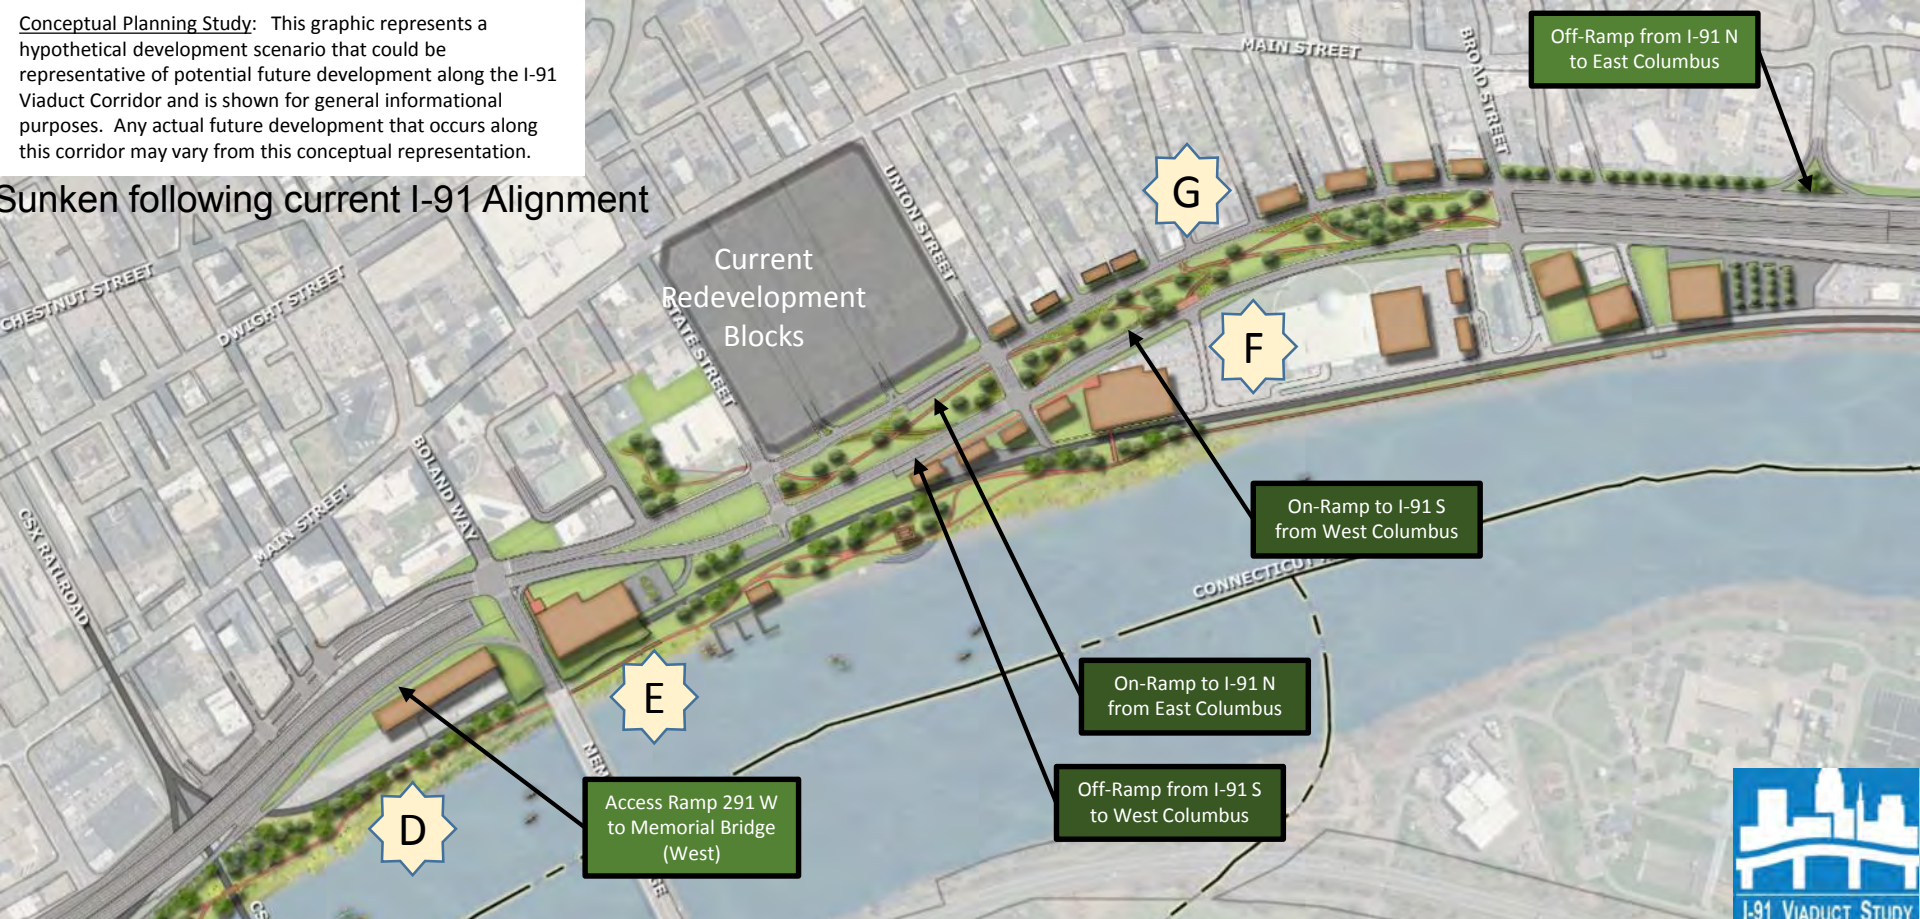 Conceptual Planning Study: This graphic represents a
hypothetical development scenario that could be
representative of potential future development along the I-91
Viaduct Corridor and is shown for general informational
purposes. Any actual future development that occurs along
this corridor may vary from this conceptual representation.
Sunken following current I-91 Alignment
Off-Ramp from I-91 N
to East Columbus
MAIN STREET
BROAD STREET
UNION STREET
G
Current
Redevelopment
Blocks
CHESTNUT STREET
DWIGHT STREET
STATE STREET
F
BOLAND WAY
MAIN STREET
CSX RAILROAD
On-Ramp to I-91 S
from West Columbus
CONNECTICUT
E
On-Ramp to I-91 N
from East Columbus
Off-Ramp from I-91 S
to West Columbus
D
Access Ramp 291 W
to Memorial Bridge
(West)
I-91 VIADUCT STUDY